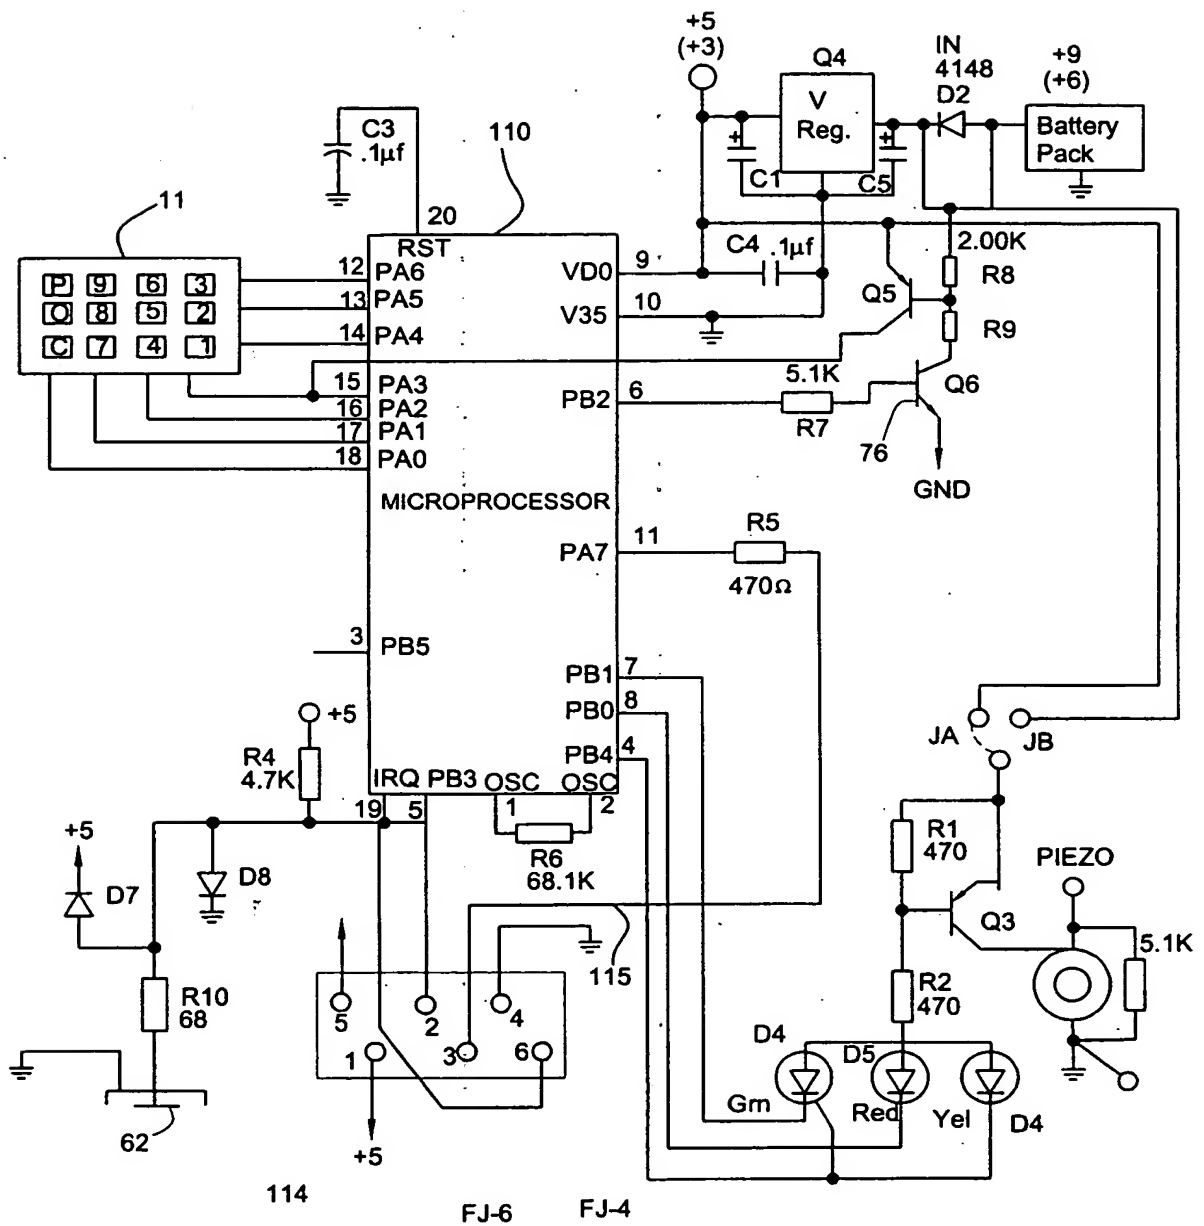 +5
(+3)
Q4
IN
4148
D2
+9
(+6)
V
Reg.
Battery
Pack
+
C1
+
C5
C3
.1µf
110
11
20
RST
C4 .1µf
2.00K
R8
R9
Q5
Q6
P 9 6 3
O 8 5 2
C 7 4 1
12 PA6
13 PA5
14 PA4
15 PA3
16 PA2
17 PA1
18 PA0
VD0 9
V35 10
PB2 6
5.1K
R7
76
GND
MICROPROCESSOR
PA7 11
R5
470Ω
3 PB5
PB1 7
PB0 8
PB4 4
JA
JB
+5
R4
4.7K
IRQ PB3 OSC OSC
19 5 1 2
R6
68.1K
+5
D7
D8
R1
470
PIEZO
Q3
5.1K
115
R10
68
R2
470
5
2
4
1
3
6
D4
D5
Grn
Red
Yel
D4
62
+5
114
FJ-6
FJ-4